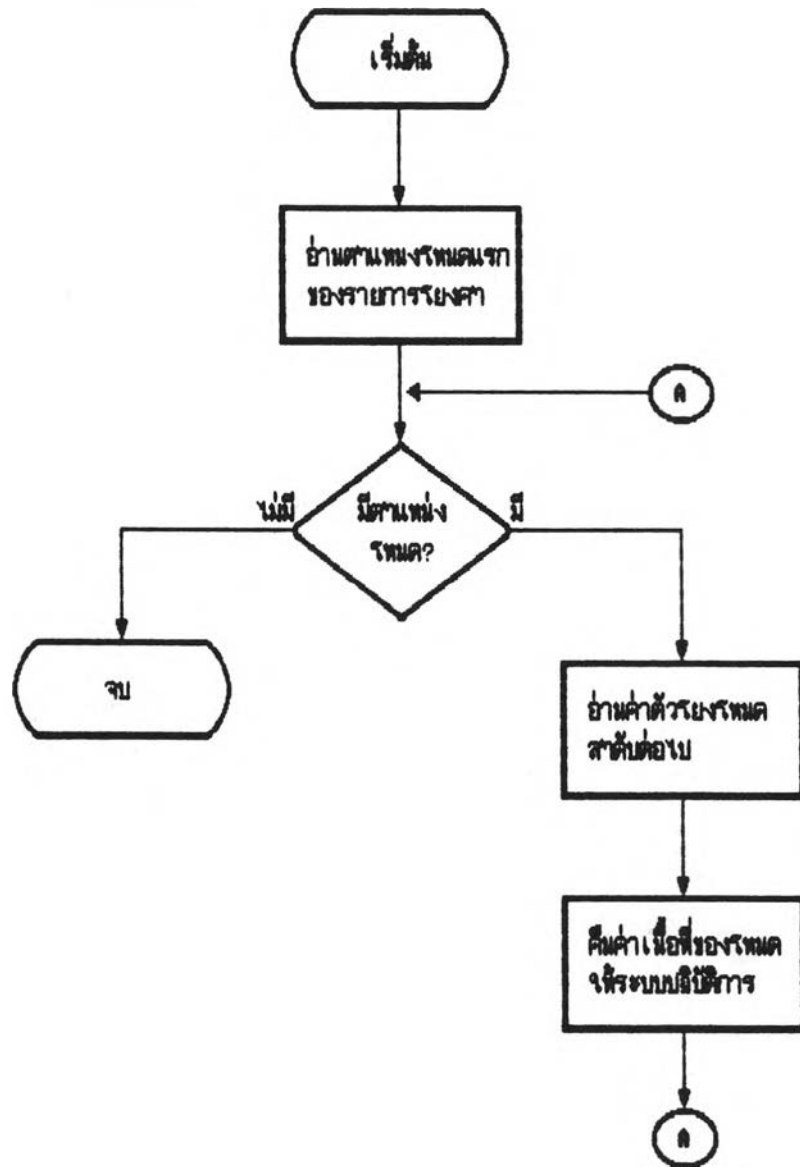 เริ่มต้น
อ่านตำแหน่งโหนดแรก
ของรายการโยงคำ
A
ไม่มี
มีตำแหน่ง
มี
โหนด?
จบ
อ่านค่าตัวโยงโหนด
ลำดับต่อไป
คืนค่าเนื้อที่ของโหนด
ให้ระบบปฏิบัติการ
A